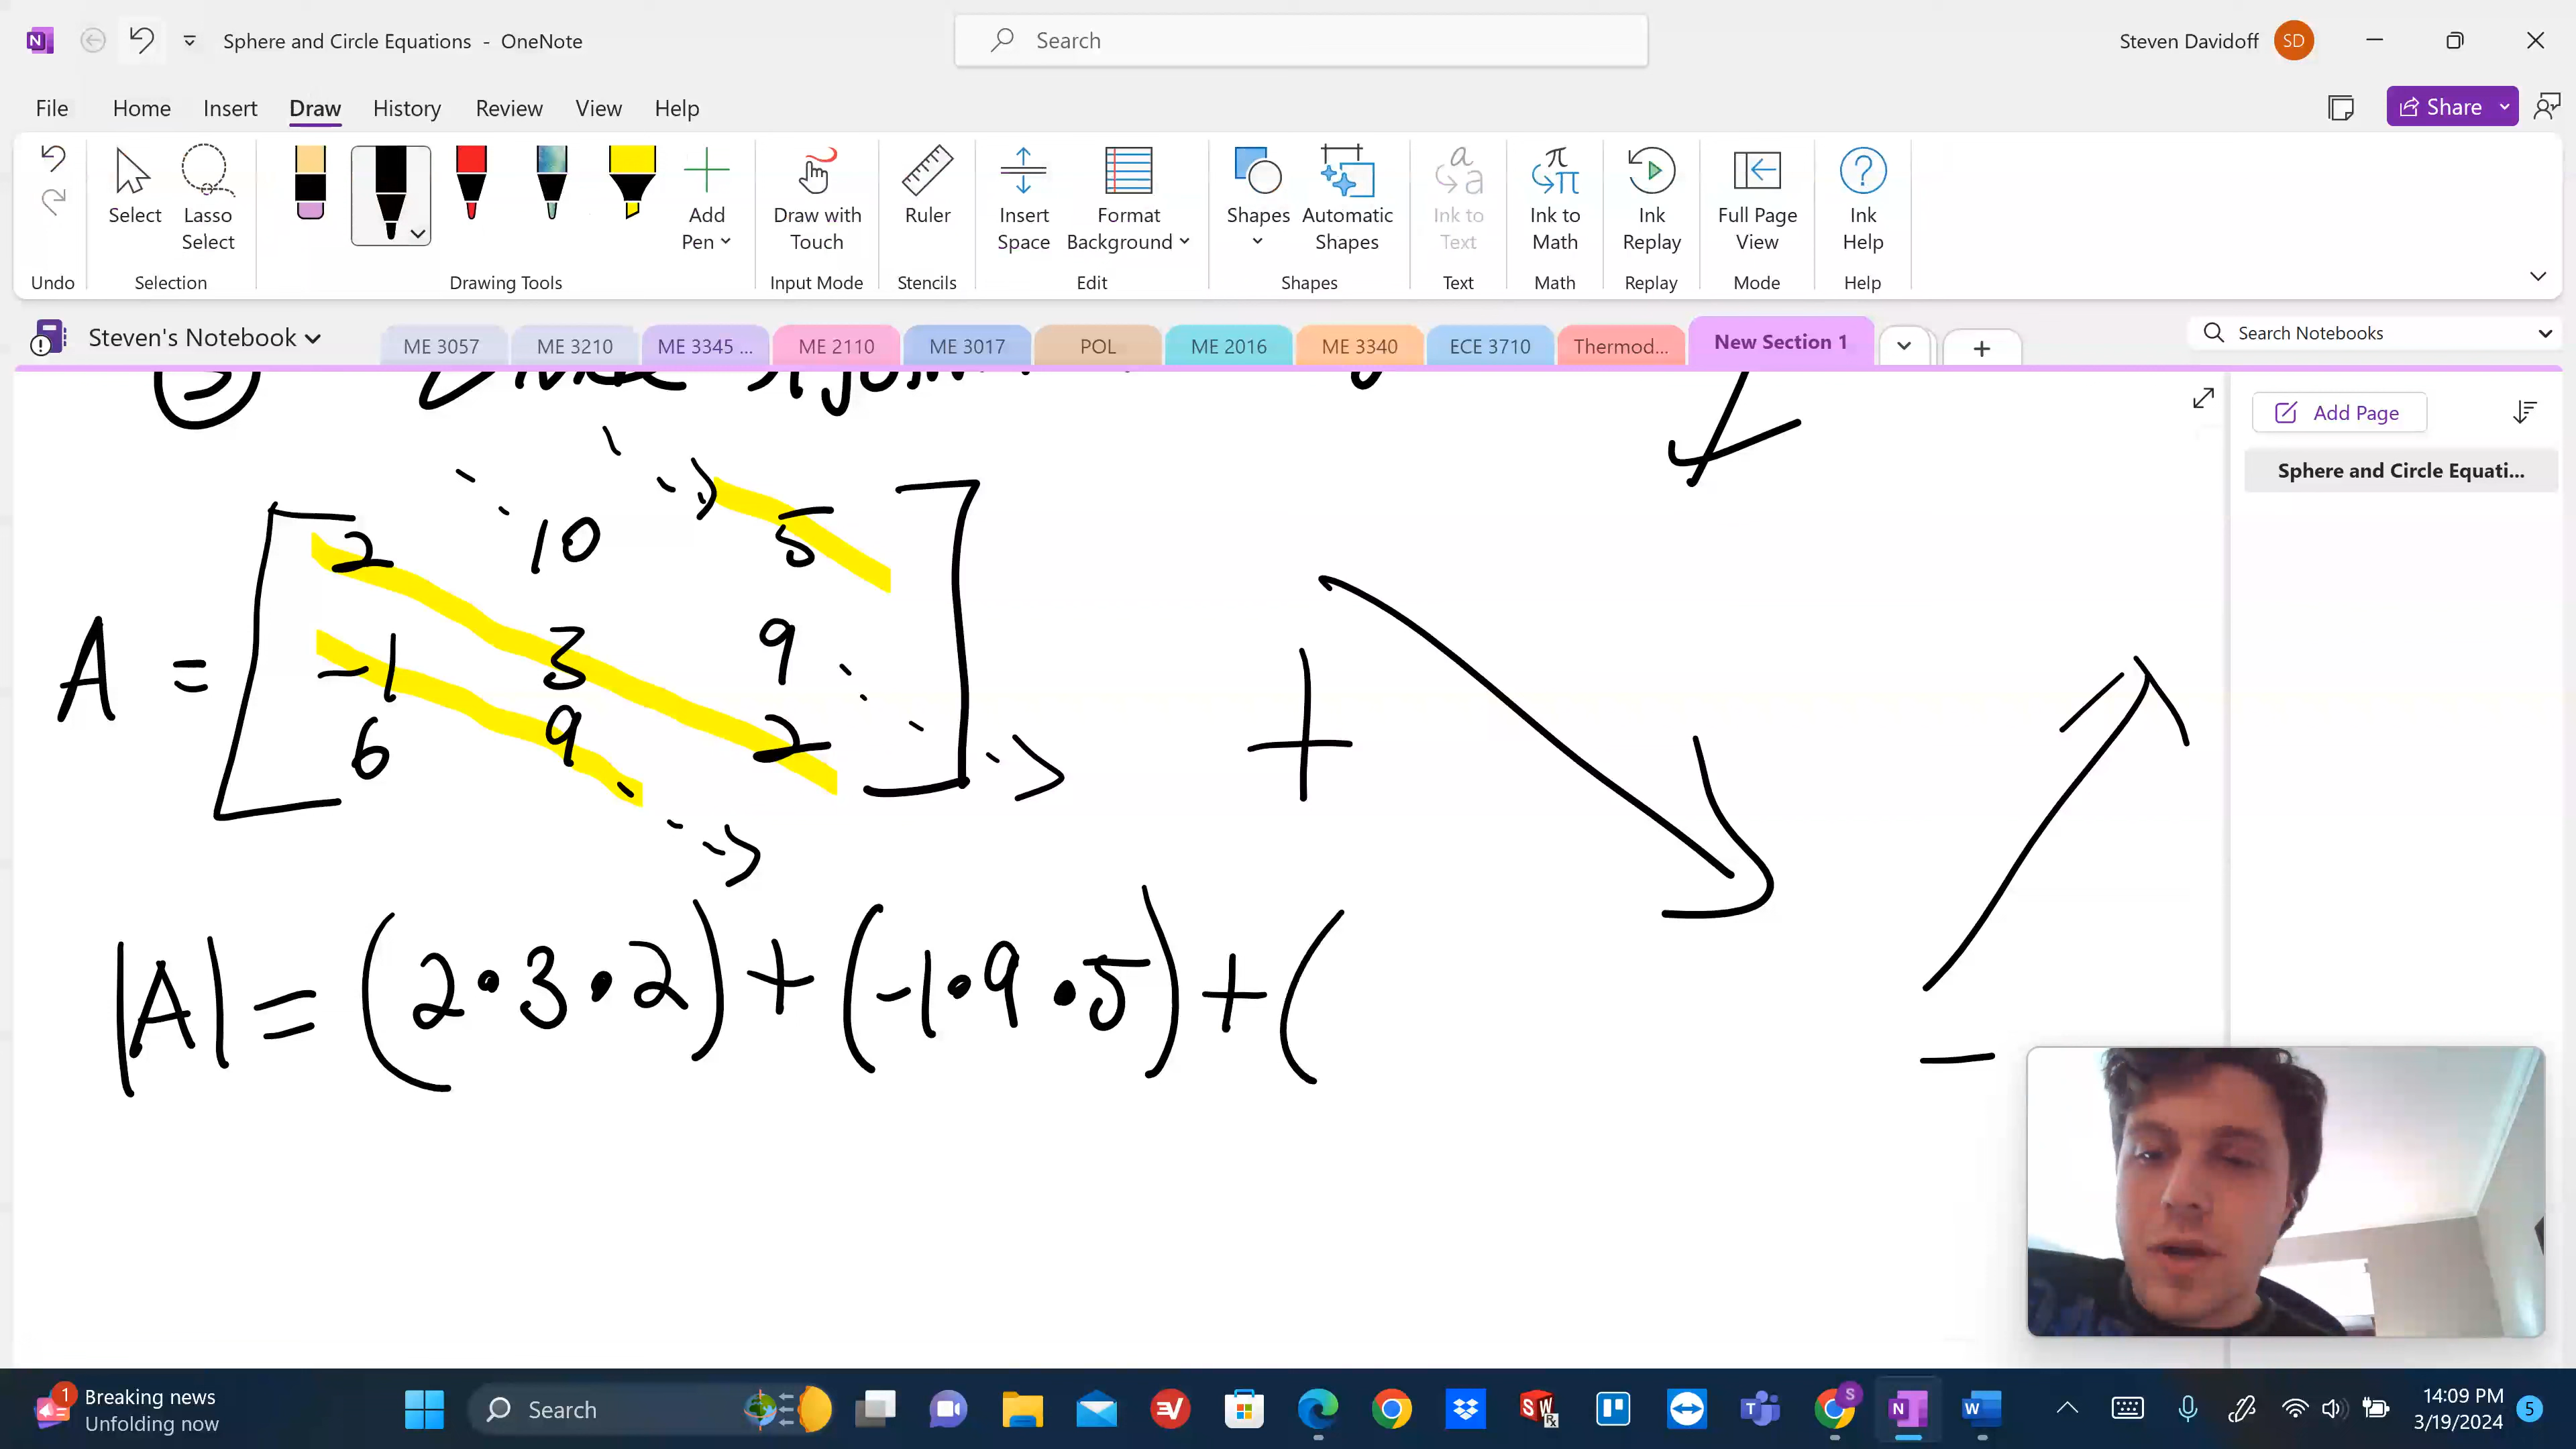 Sphere and Circle Equations - OneNote
Search
Steven Davidoff
SD
File Home Insert Draw History Review View Help
Share
Select
Lasso Select
Add Pen
Draw with Touch
Ruler
Insert Space
Format Background
Shapes
Automatic Shapes
Ink to Text
Ink to Math
Ink Replay
Full Page View
Ink Help
Undo Selection Drawing Tools Input Mode Stencils Edit Shapes Text Math Replay Mode Help
Steven's Notebook
ME 3057 ME 3210 ME 3345 ... ME 2110 ME 3017 POL ME 2016 ME 3340 ECE 3710 Thermod... New Section 1
Search Notebooks
Add Page
Sphere and Circle Equati...
2 10 5
A = -1 3 9
6 9 2
+
-
|A| = (2·3·2) + (-1·9·5) + (
1
Breaking news
Unfolding now
Search
S
14:09 PM
3/19/2024
5